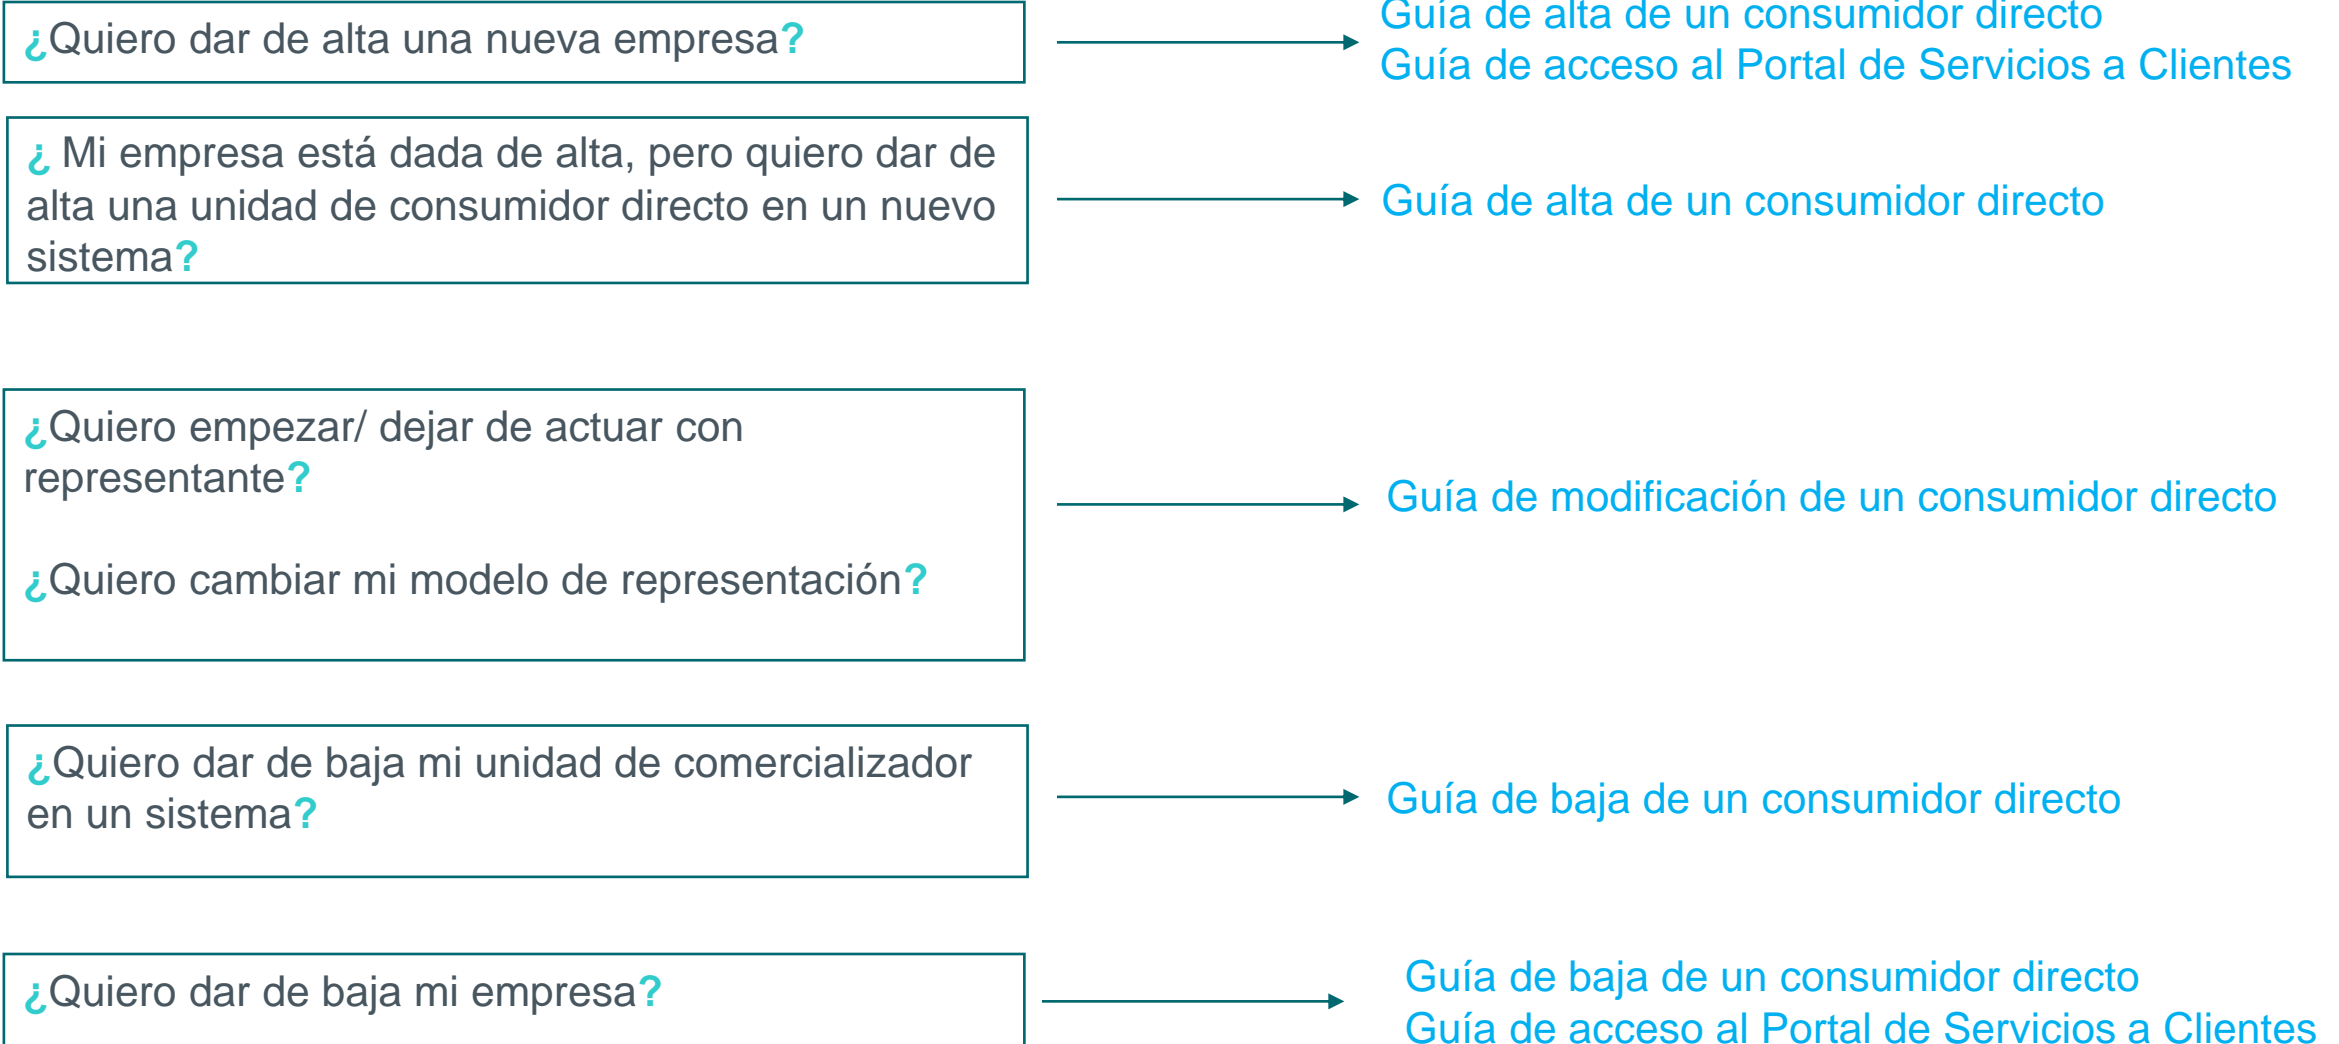 ¿Quiero dar de alta una nueva empresa?
Guía de alta de un consumidor directo
Guía de acceso al Portal de Servicios a Clientes
¿ Mi empresa está dada de alta, pero quiero dar de
alta una unidad de consumidor directo en un nuevo
sistema?
Guía de alta de un consumidor directo
¿Quiero empezar/ dejar de actuar con
representante?
¿Quiero cambiar mi modelo de representación?
Guía de modificación de un consumidor directo
¿Quiero dar de baja mi unidad de comercializador
en un sistema?
Guía de baja de un consumidor directo
¿Quiero dar de baja mi empresa?
Guía de baja de un consumidor directo
Guía de acceso al Portal de Servicios a Clientes